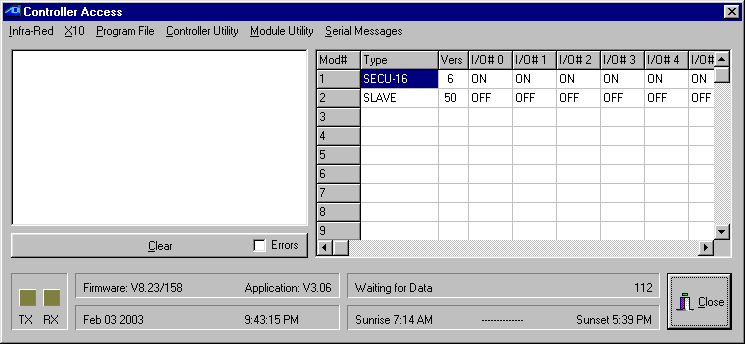 Controller Access
Infra-Red X10 Program File Controller Utility Module Utility Serial Messages
Mod# Type Vers I/O# 0 I/O# 1 I/O# 2 I/O# 3 I/O# 4 I/O#
1 SECU-16 6 ON ON ON ON ON ON
2 SLAVE 50 OFF OFF OFF OFF OFF OFF
3
4
5
6
7
8
9
Clear Errors
Firmware: V8.23/158 Application: V3.06 Waiting for Data 112
TX RX Close
Feb 03 2003 9:43:15 PM Sunrise 7:14 AM ------------- Sunset 5:39 PM